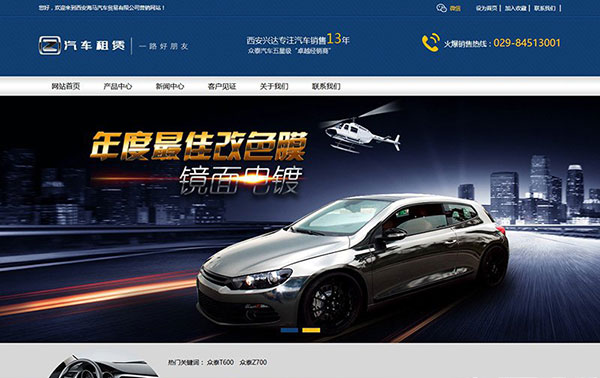 您好，欢迎来到西安海马汽车贸易有限公司营销网站！
微信 设为首页 | 加入收藏 | 联系我们 |
Z 汽车租赁 一路好朋友
西安兴达专注汽车销售13年
众泰汽车五星级“卓越经销商”
火爆销售热线：029-84513001
网站首页 产品中心 新闻中心 客户见证 关于我们 联系我们
年度最佳改色膜
镜面电镀
热门关键词： 众泰T600 众泰Z700